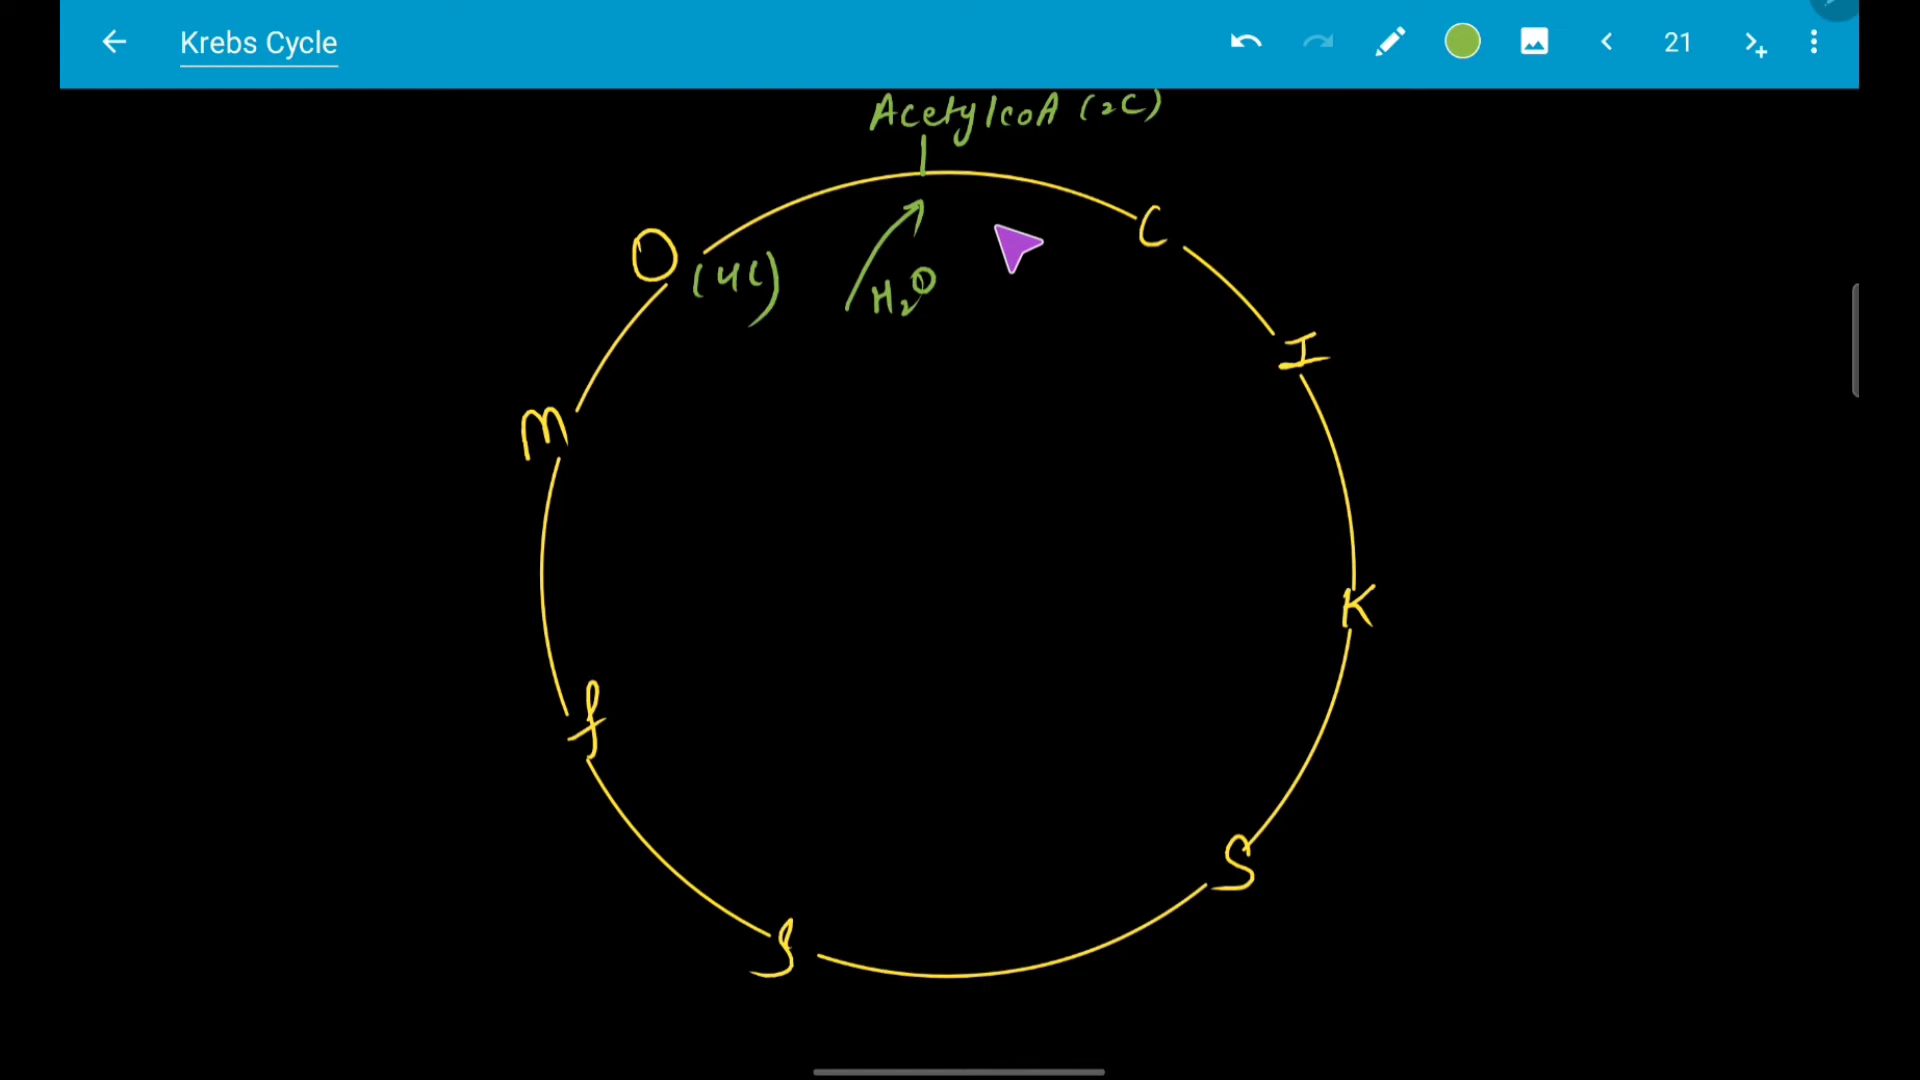 Krebs Cycle
21
AcetylcoA (2C)
C
O (4C)
H₂O
I
M
K
f
S
S